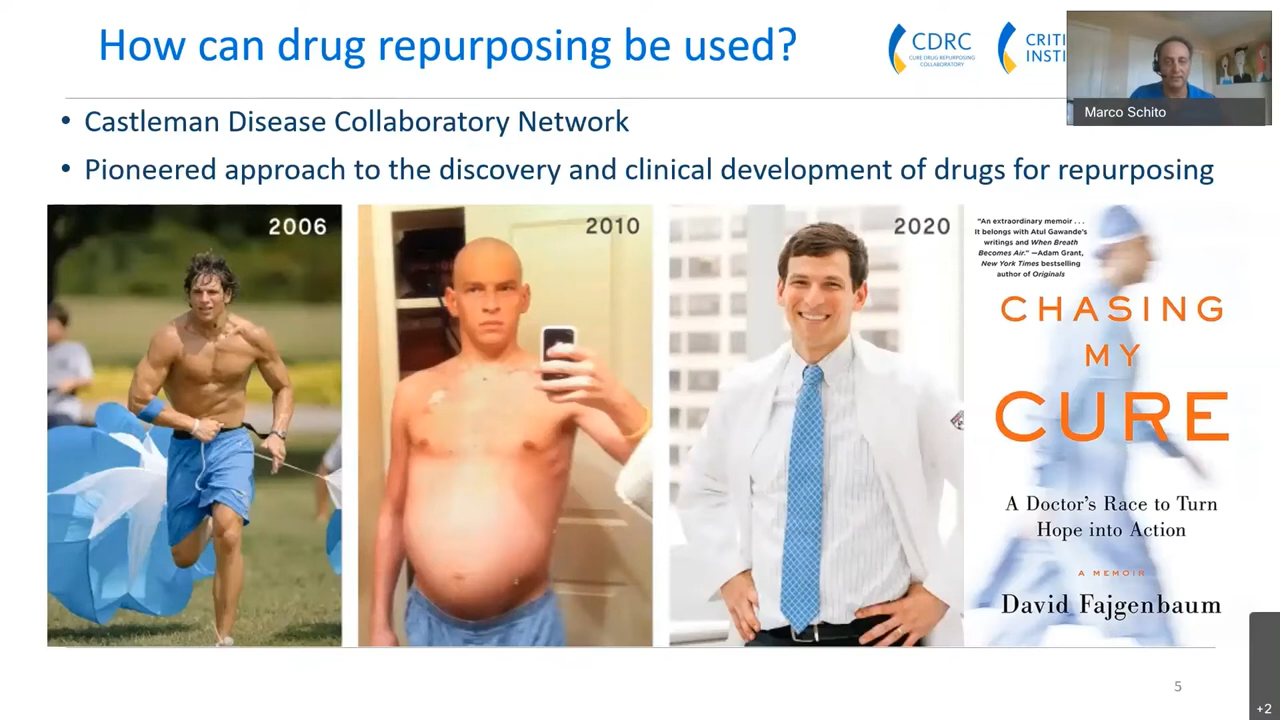 How can drug repurposing be used?
CDRC
CURE DRUG REPURPOSING
COLLABORATORY
CRITI
INSTI
Marco Schito
• Castleman Disease Collaboratory Network
• Pioneered approach to the discovery and clinical development of drugs for repurposing
2006
2010
2020
"An extraordinary memoir . . .
It belongs with Atul Gawande's
writings and When Breath
Becomes Air." —Adam Grant,
New York Times bestselling
author of Originals
CHASING
MY
CURE
A Doctor's Race to Turn
Hope into Action
A MEMOIR
David Fajgenbaum
5
+2